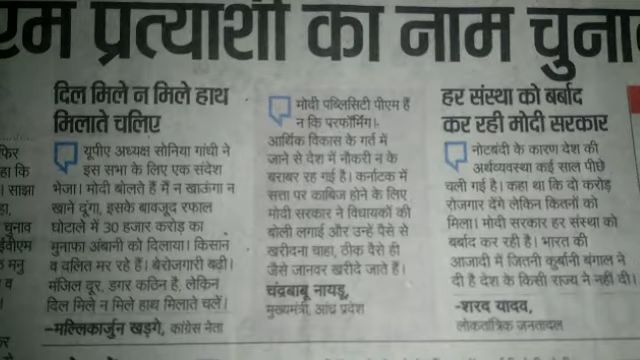 एम प्रत्याशी का नाम चुना
दिल मिले न मिले हाथ
मिलाते चलिए
यूपीए अध्यक्ष सोनिया गांधी ने
इस सभा के लिए एक संदेश
भेजा। मोदी बोलते हैं मैं न खाऊंगा न
खाने दूंगा, इसके बावजूद रफाल
घोटाले में 30 हजार करोड़ का
मुनाफा अंबानी को दिलाया। किसान
व दलित मर रहे हैं। बेरोजगारी बढ़ी।
मंजिल दूर, डगर कठिन है, लेकिन
दिल मिले न मिले हाथ मिलाते चलें।
-मल्लिकार्जुन खड़गे, कांग्रेस नेता
मोदी पब्लिसिटी पीएम हैं
न कि परफॉर्मिंग।
आर्थिक विकास के गर्त में
जाने से देश में नौकरी न के
बराबर रह गई है। कर्नाटक में
सत्ता पर काबिज होने के लिए
मोदी सरकार ने विधायकों की
बोली लगाई और उन्हें पैसे से
खरीदना चाहा, ठीक वैसे ही
जैसे जानवर खरीदे जाते हैं।
चंद्रबाबू नायडू,
मुख्यमंत्री, आंध्र प्रदेश
हर संस्था को बर्बाद
कर रही मोदी सरकार
नोटबंदी के कारण देश की
अर्थव्यवस्था कई साल पीछे
चली गई है। कहा था कि दो करोड़
रोजगार देंगे लेकिन कितनों को
मिला। मोदी सरकार हर संस्था को
बर्बाद कर रही है। भारत की
आजादी में जितनी कुर्बानी बंगाल ने
दी है देश के किसी राज्य ने नहीं दी।
-शरद यादव,
लोकतांत्रिक जनतादल
फिर
हा कि
। साझा
हा,
चुनाव
ईवीएम
मनु
व